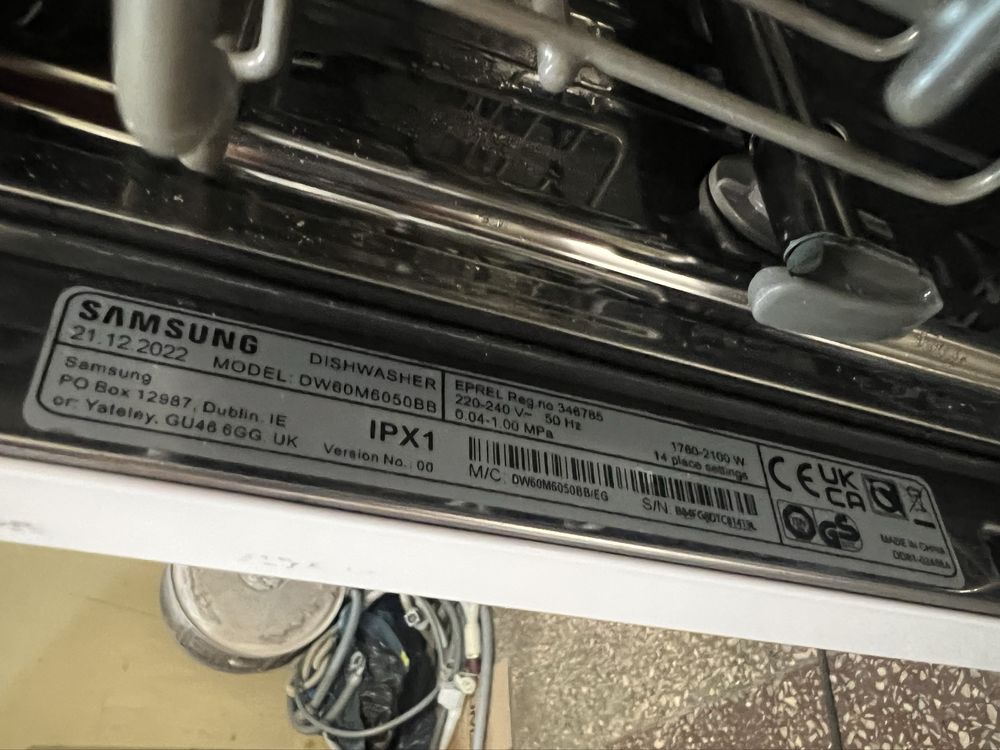 SAMSUNG
DISHWASHER
21.12.2022 MODEL: DW60M6050BB
Samsung
PO Box 12987, Dublin. IE
or: Yateley, GU46 6GG. UK
IPX1
Version No.: 00
EPREL Reg.no 346765
220-240 V~ 50 Hz
0.04-1.00 MPa
1760-2100 W
14 place settings
M/C: DW60M6050BB/EG
S/N:
CE UK
CA
GS
MADE IN CHINA